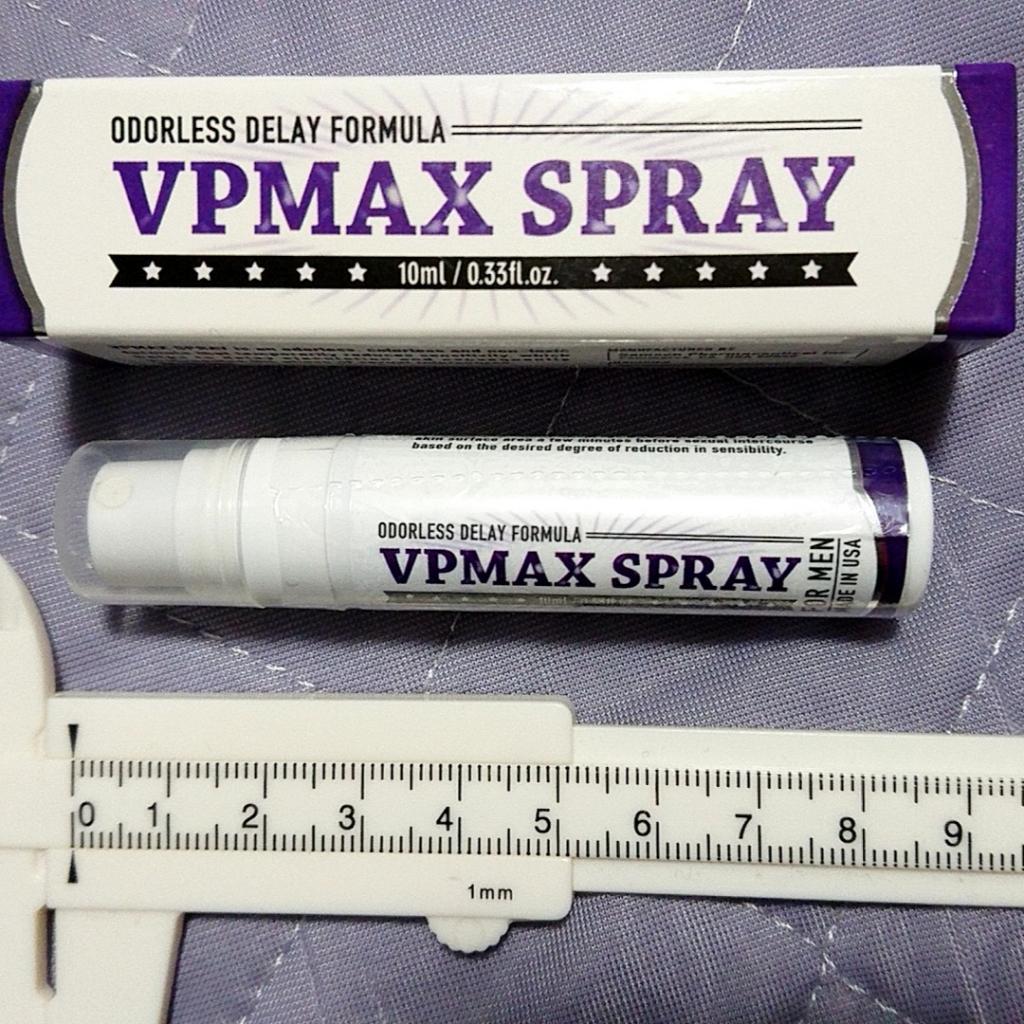 ODORLESS DELAY FORMULA
VPMAX SPRAY
10ml / 0.33fl.oz.
skin surface area a few minutes before sexual intercourse
based on the desired degree of reduction in sensibility.
ODORLESS DELAY FORMULA
VPMAX SPRAY
FOR MEN
MADE IN USA
0 1 2 3 4 5 6 7 8 9
1mm